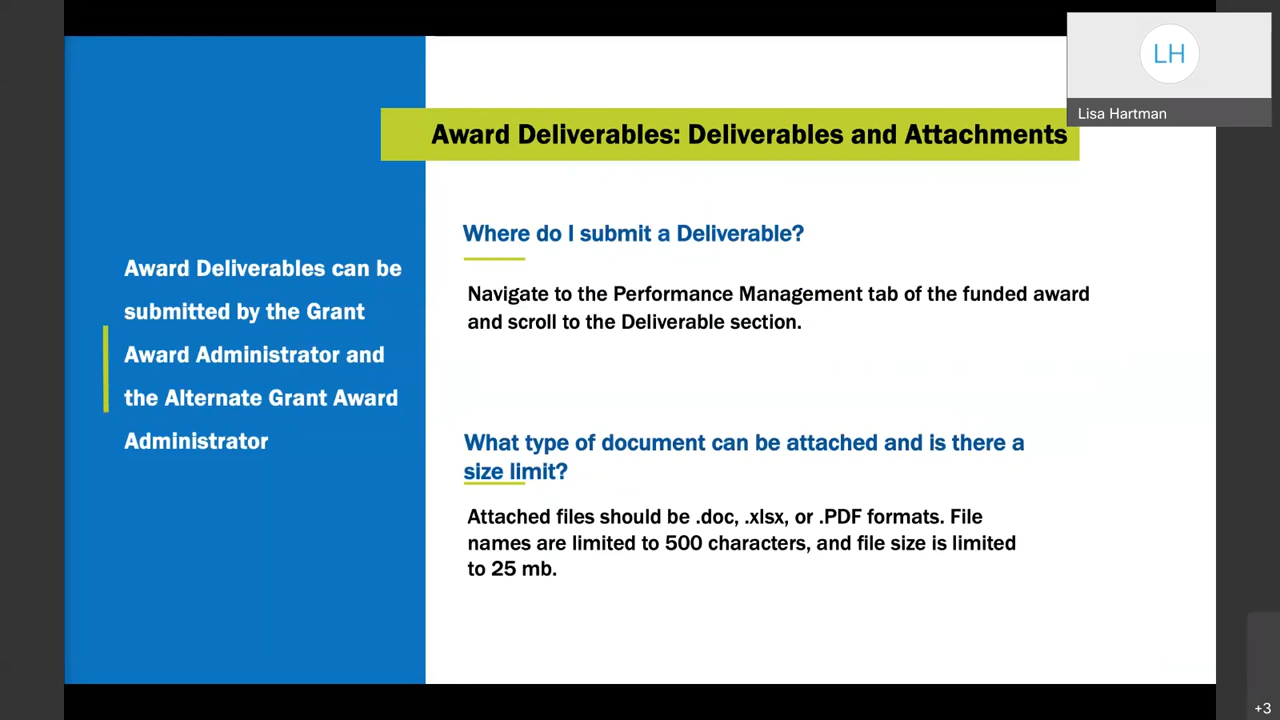 LH
Lisa Hartman
Award Deliverables: Deliverables and Attachments
Award Deliverables can be
submitted by the Grant
Award Administrator and
the Alternate Grant Award
Administrator
Where do I submit a Deliverable?
Navigate to the Performance Management tab of the funded award
and scroll to the Deliverable section.
What type of document can be attached and is there a
size limit?
Attached files should be .doc, .xlsx, or .PDF formats. File
names are limited to 500 characters, and file size is limited
to 25 mb.
+3